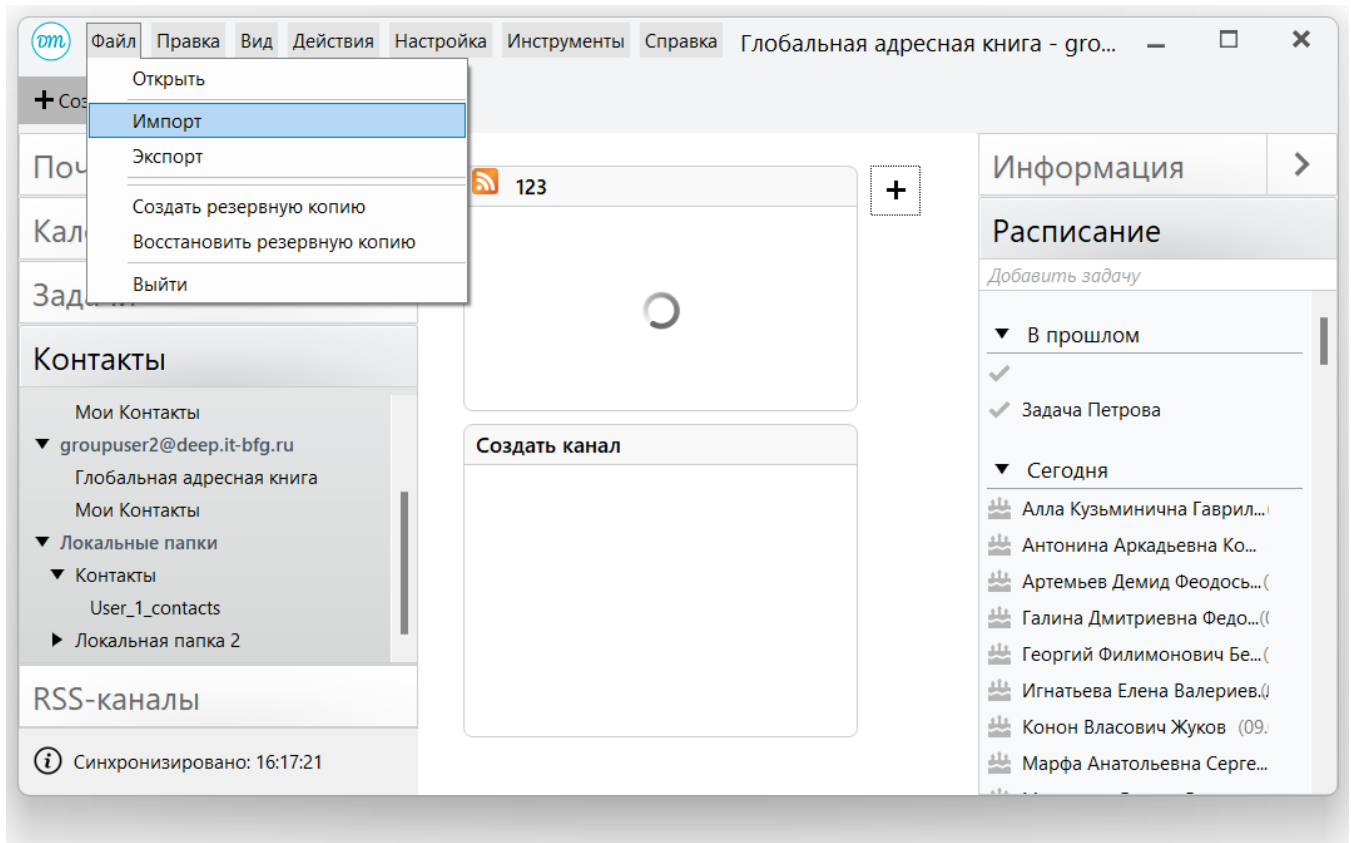 Файл Правка Вид Действия Настройка Инструменты Справка Глобальная адресная книга - gro...
Открыть
Импорт
Экспорт
Создать резервную копию
Восстановить резервную копию
Выйти
Контакты
Мои Контакты
groupuser2@deep.it-bfg.ru
Глобальная адресная книга
Мои Контакты
Локальные папки
Контакты
User_1_contacts
Локальная папка 2
RSS-каналы
Синхронизировано: 16:17:21
123
Создать канал
Информация
Расписание
Добавить задачу
В прошлом
Задача Петрова
Сегодня
Алла Кузьминична Гаврил...
Антонина Аркадьевна Ко...
Артемьев Демид Феодось...(
Галина Дмитриевна Федо...(
Георгий Филимонович Бе...(
Игнатьева Елена Валериев.
Конон Власович Жуков (09.
Марфа Анатольевна Серге...